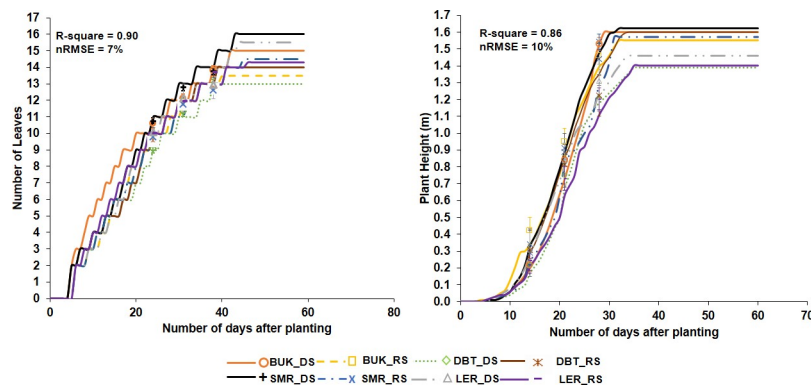 R-square = 0.90
nRMSE = 7%
Number of Leaves
16
15
14
13
12
11
10
9
8
7
6
5
4
3
2
1
0
0 20 40 60 80
Number of days after planting
R-square = 0.86
nRMSE = 10%
Plant Height (m)
1.7
1.6
1.5
1.4
1.3
1.2
1.1
1.0
0.9
0.8
0.7
0.6
0.5
0.4
0.3
0.2
0.1
0.0
0 10 20 30 40 50 60 70
Number of days after planting
BUK_DS BUK_RS DBT_DS DBT_RS
SMR_DS SMR_RS LER_DS LER_RS